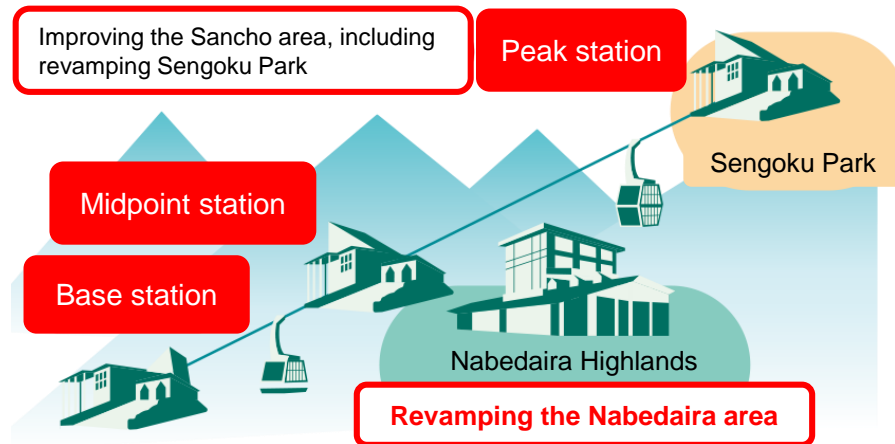 Improving the Sancho area, including
revamping Sengoku Park
Peak station
Sengoku Park
Midpoint station
Base station
Nabedaira Highlands
Revamping the Nabedaira area